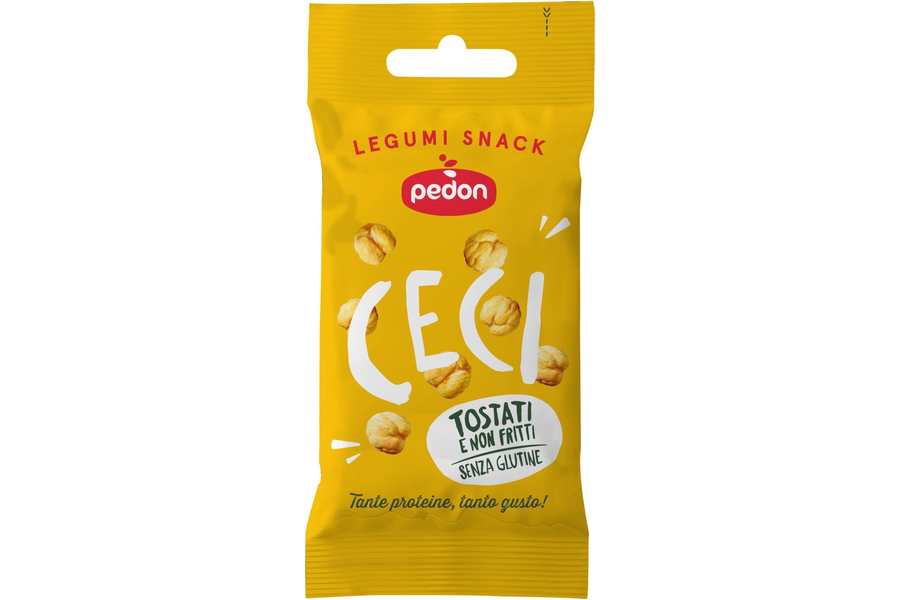 LEGUMI SNACK
pedon
CECI
TOSTATI
E NON FRITTI
SENZA GLUTINE
Tante proteine, tanto gusto!